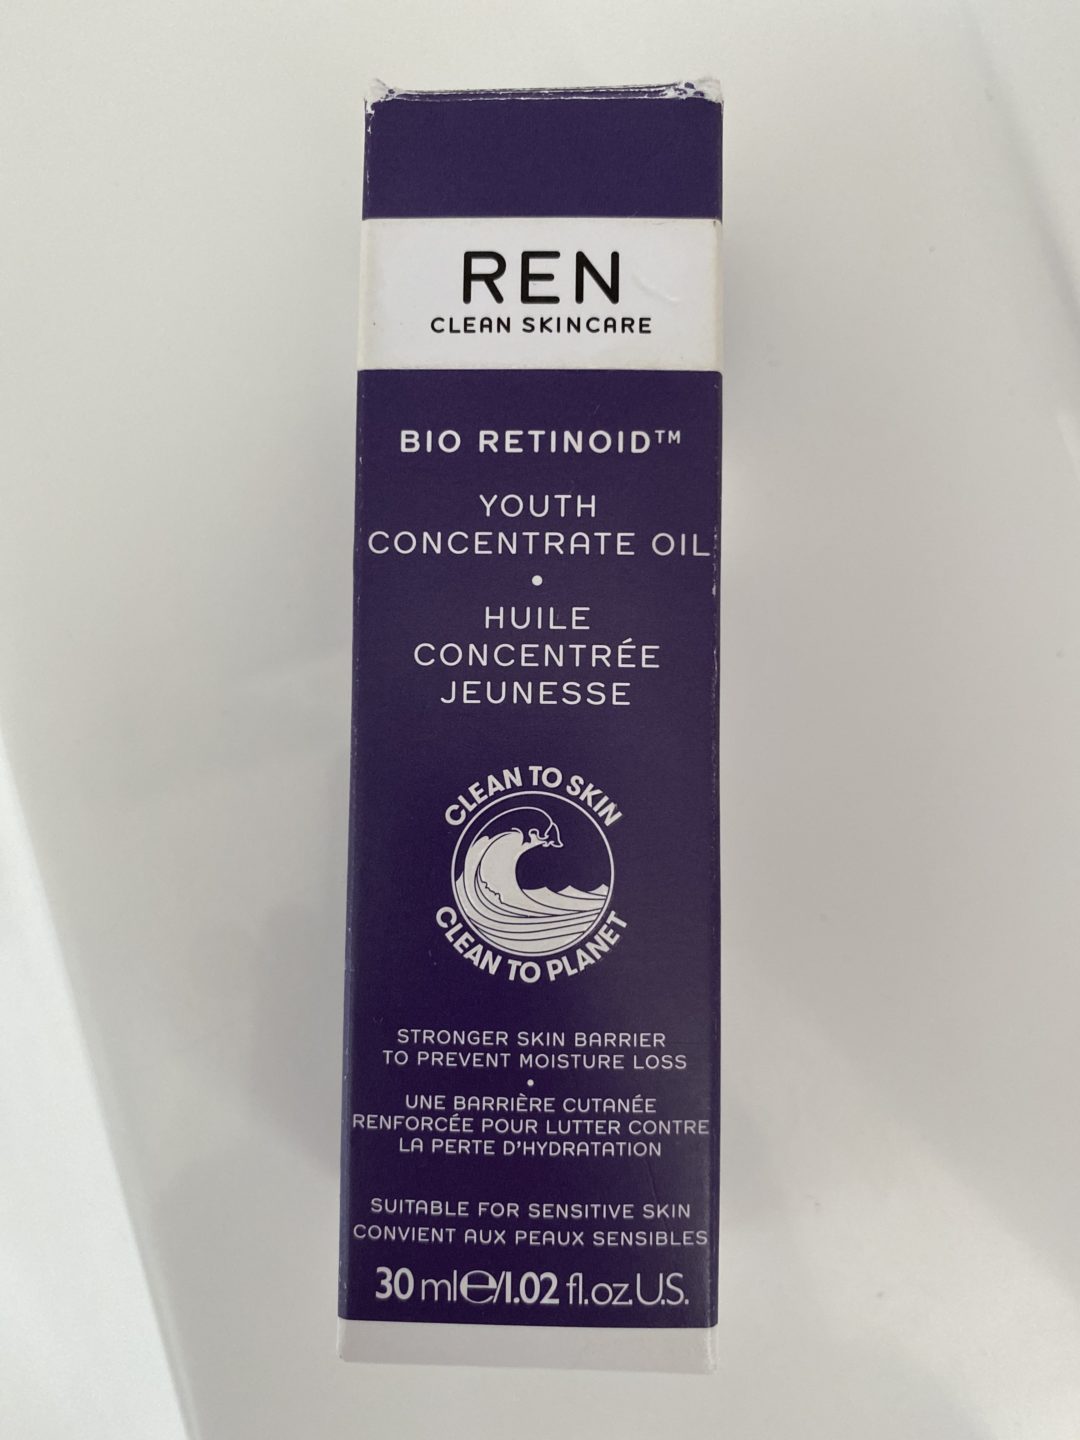 REN
CLEAN SKINCARE
BIO RETINOID™
YOUTH
CONCENTRATE OIL
•
HUILE
CONCENTRÉE
JEUNESSE
CLEAN TO SKIN
CLEAN TO PLANET
STRONGER SKIN BARRIER
TO PREVENT MOISTURE LOSS
•
UNE BARRIÈRE CUTANÉE
RENFORCÉE POUR LUTTER CONTRE
LA PERTE D'HYDRATATION
SUITABLE FOR SENSITIVE SKIN
CONVIENT AUX PEAUX SENSIBLES
30 ml℮/1.02 fl.oz.U.S.